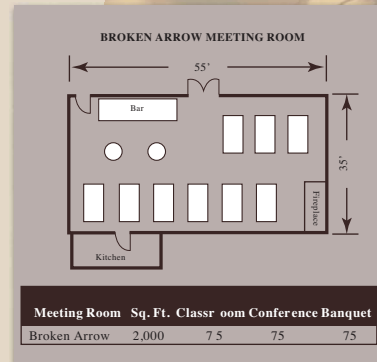 BROKEN ARROW MEETING ROOM
55’
Bar
35’
Fireplace
Kitchen
Meeting Room Sq. Ft. Classr oom Conference Banquet
Broken Arrow 2,000 7 5 75 75